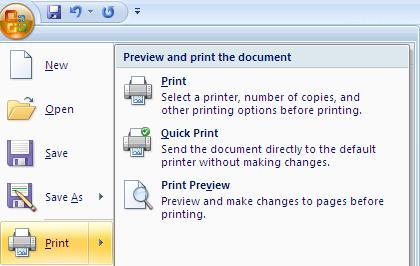 New
Open
Save
Save As
Print
Preview and print the document
Print
Select a printer, number of copies, and
other printing options before printing.
Quick Print
Send the document directly to the default
printer without making changes.
Print Preview
Preview and make changes to pages before
printing.